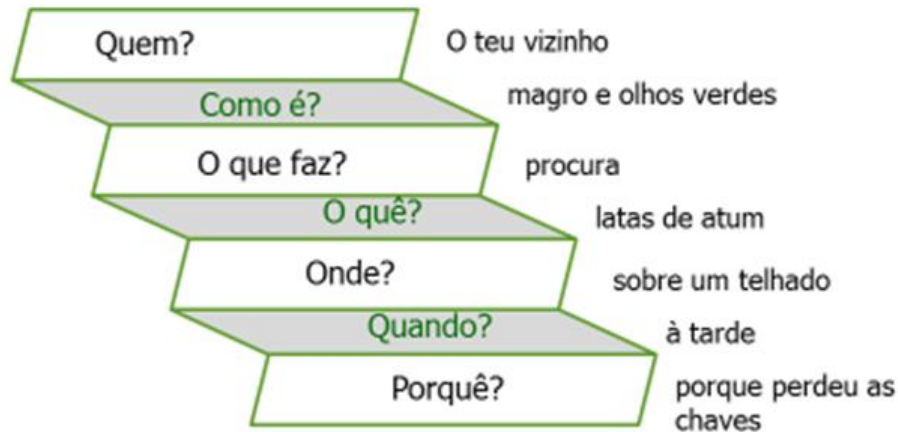 Quem?
O teu vizinho
Como é?
magro e olhos verdes
O que faz?
procura
O quê?
latas de atum
Onde?
sobre um telhado
Quando?
à tarde
Porquê?
porque perdeu as
chaves